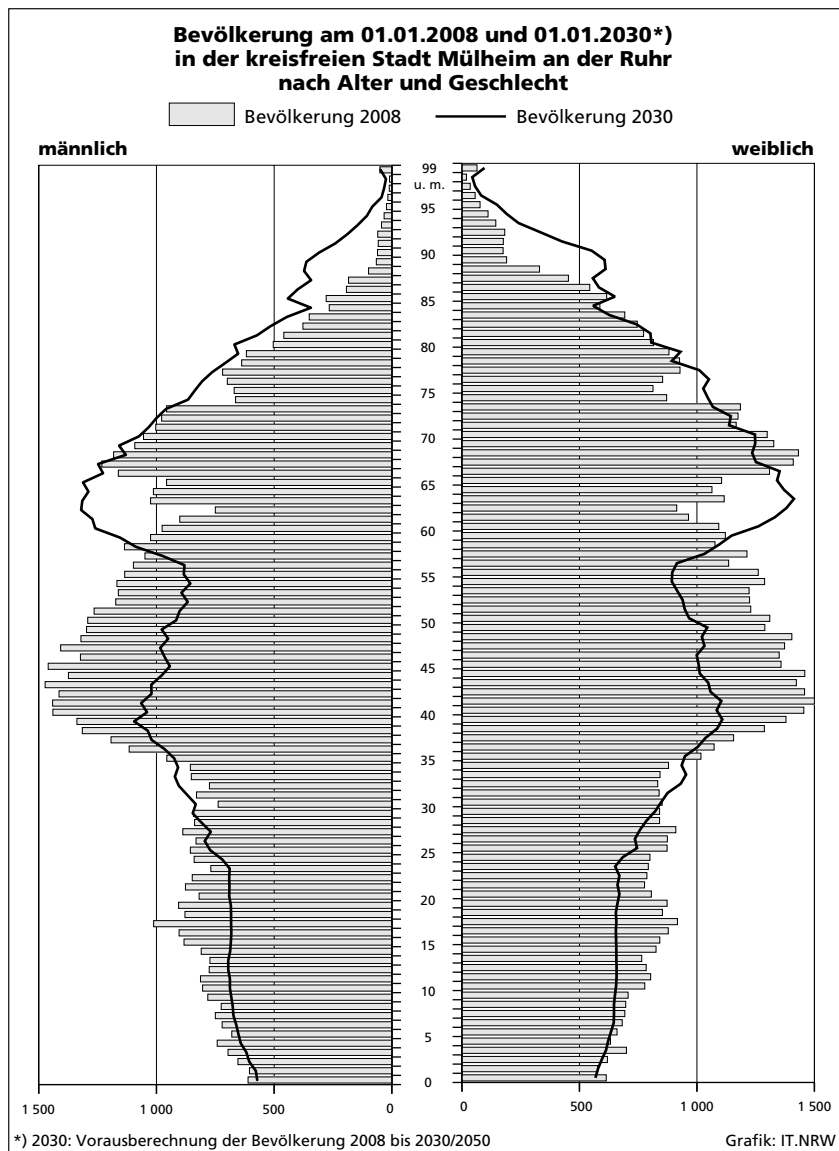 Bevölkerung am 01.01.2008 und 01.01.2030*)
in der kreisfreien Stadt Mülheim an der Ruhr
nach Alter und Geschlecht
Bevölkerung 2008 Bevölkerung 2030
männlich weiblich
99
u. m.
95
90
85
80
75
70
65
60
55
50
45
40
35
30
25
20
15
10
5
0
1 500 1 000 500 0 0 500 1 000 1 500
*) 2030: Vorausberechnung der Bevölkerung 2008 bis 2030/2050 Grafik: IT.NRW